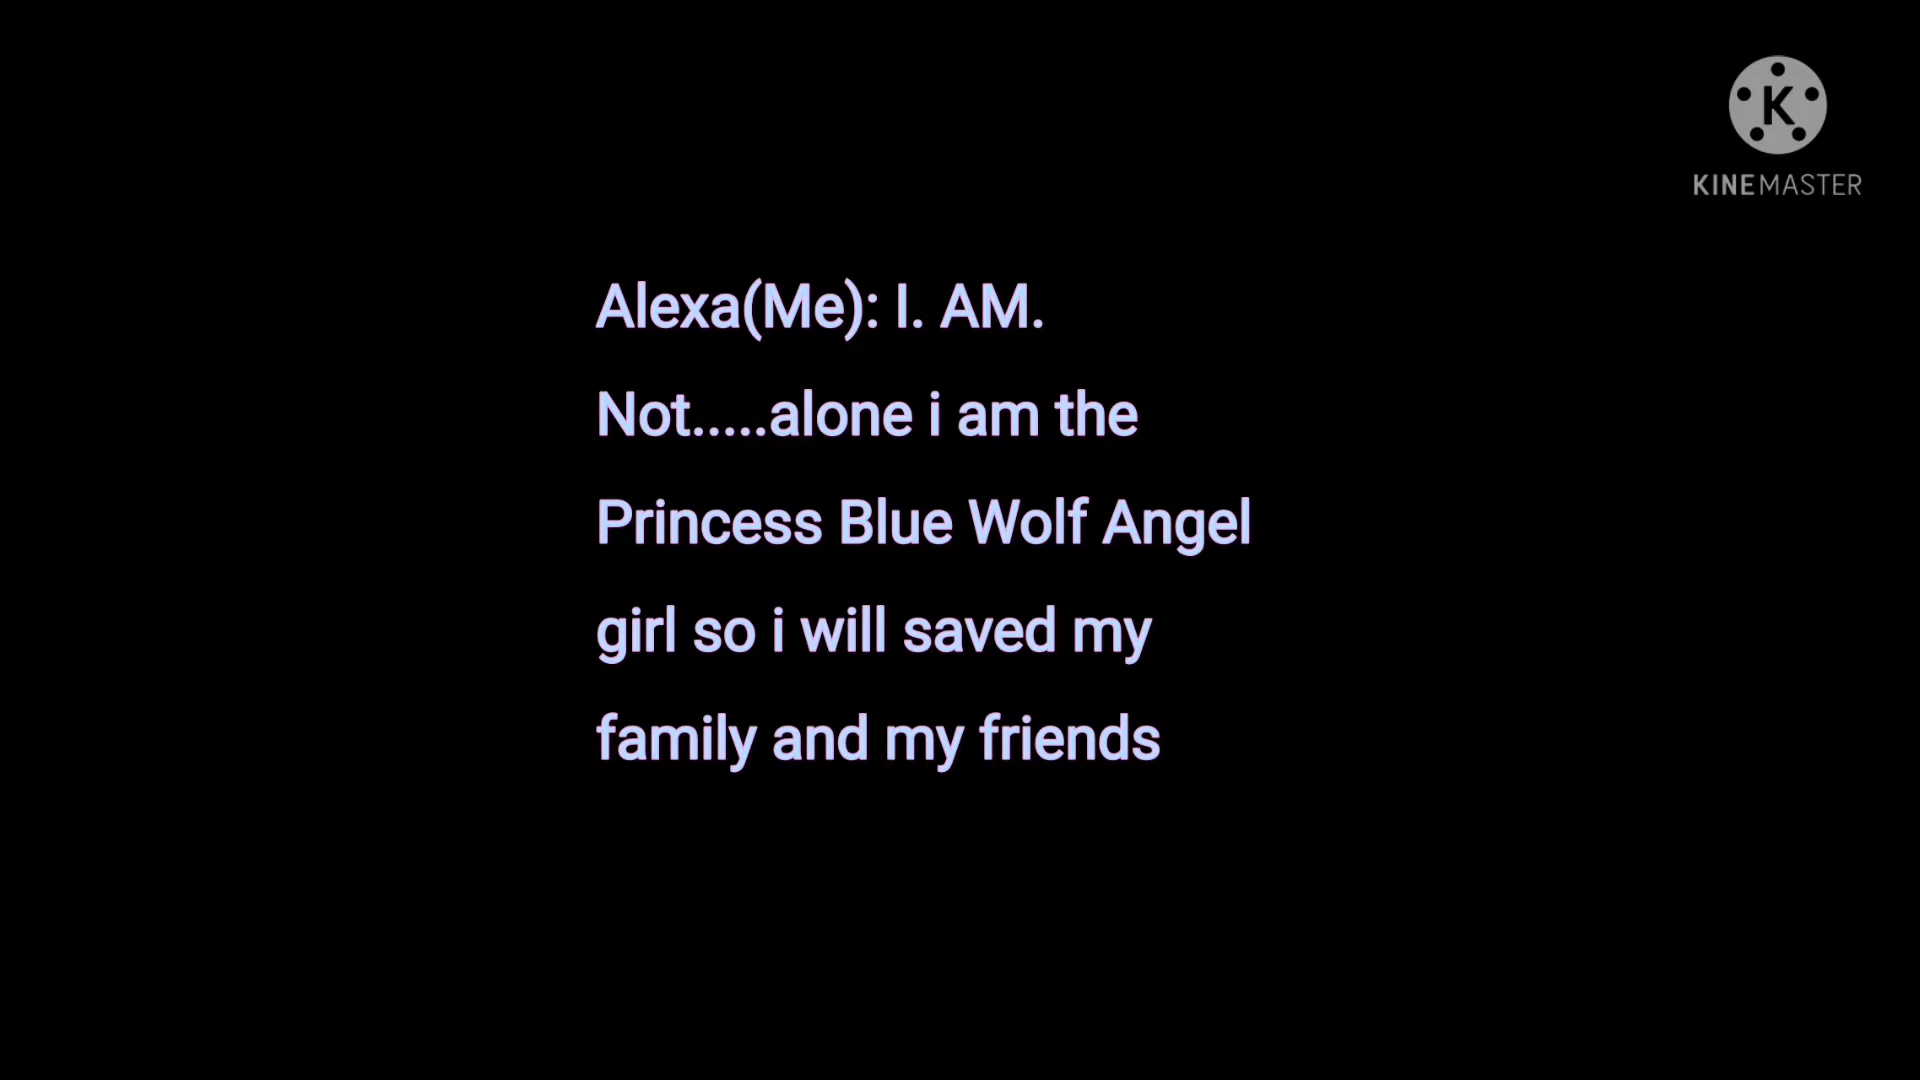 K
KINEMASTER
Alexa(Me): I. AM.
Not.....alone i am the
Princess Blue Wolf Angel
girl so i will saved my
family and my friends